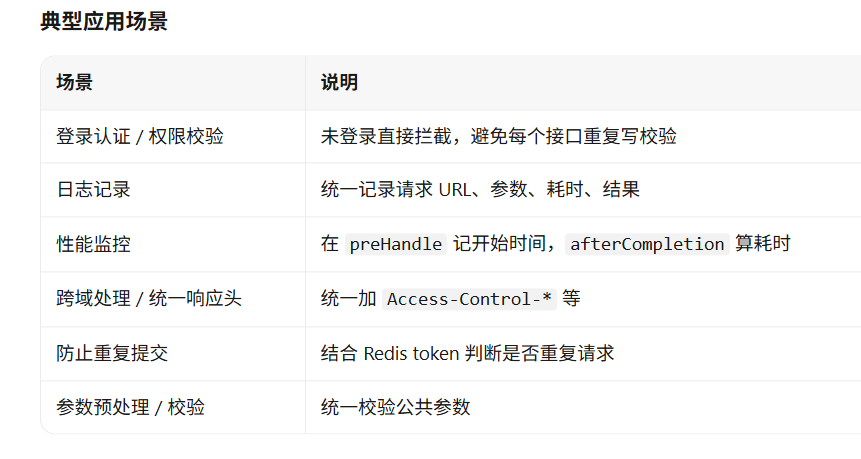 典型应用场景
场景 说明
登录认证 / 权限校验 未登录直接拦截，避免每个接口重复写校验
日志记录 统一记录请求 URL、参数、耗时、结果
性能监控 在 preHandle 记开始时间，afterCompletion 算耗时
跨域处理 / 统一响应头 统一加 Access-Control-* 等
防止重复提交 结合 Redis token 判断是否重复请求
参数预处理 / 校验 统一校验公共参数